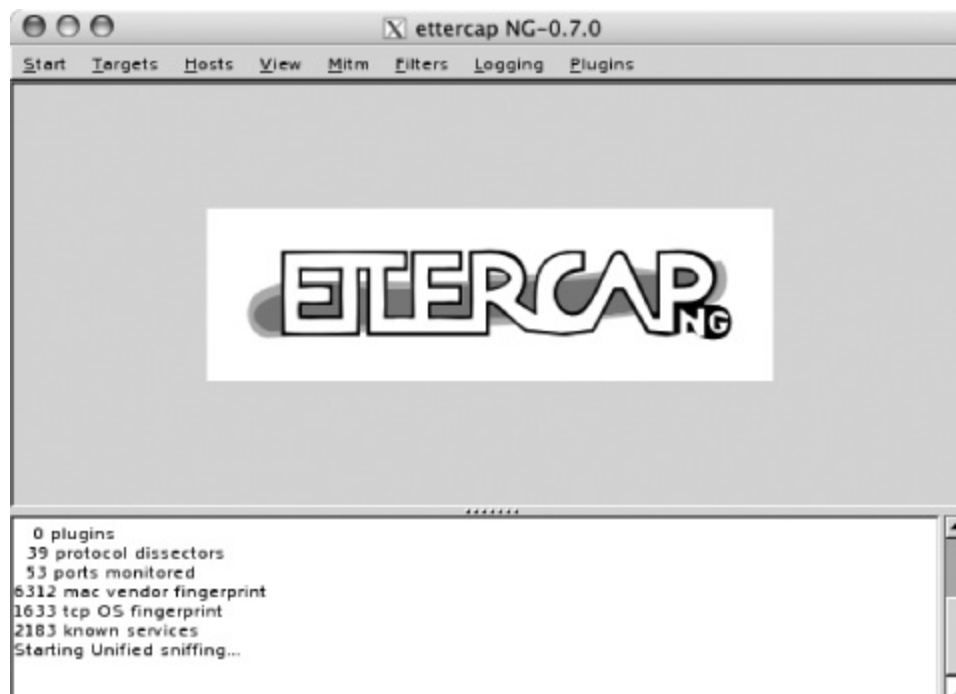 X ettercap NG-0.7.0
Start Targets Hosts View Mitm Filters Logging Plugins
ETTERCAP
NG
0 plugins
39 protocol dissectors
53 ports monitored
6312 mac vendor fingerprint
1633 tcp OS fingerprint
2183 known services
Starting Unified sniffing...